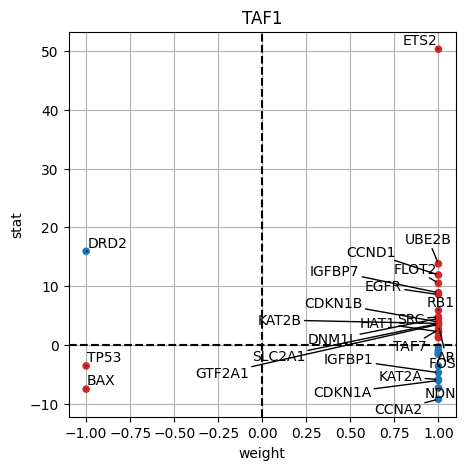 TAF1
ETS2
50
40
30
20
10
0
−10
stat
DRD2
UBE2B
CCND1
FLOT2
IGFBP7
EGFR
RB1
CDKN1B
SRC
KAT2B
HAT1
DNM1L
TAF7
AR
SLC2A1
FOS
IGFBP1
GTF2A1
KAT2A
TP53
BAX
CDKN1A
NDN
CCNA2
−1.00 −0.75 −0.50 −0.25 0.00 0.25 0.50 0.75 1.00
weight